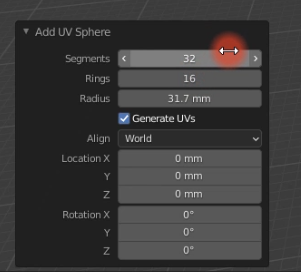 Add UV Sphere
Segments 32
Rings 16
Radius 31.7 mm
Generate UVs
Align World
Location X 0 mm
Y 0 mm
Z 0 mm
Rotation X 0°
Y 0°
Z 0°